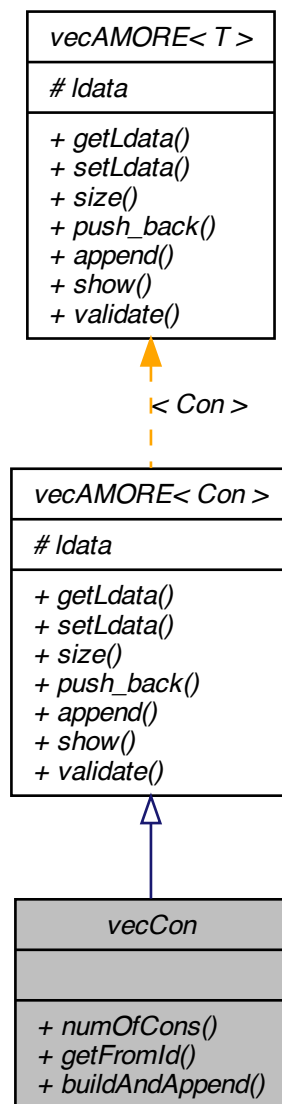 vecAMORE< T >
# ldata
+ getLdata()
+ setLdata()
+ size()
+ push_back()
+ append()
+ show()
+ validate()
< Con >
vecAMORE< Con >
# ldata
+ getLdata()
+ setLdata()
+ size()
+ push_back()
+ append()
+ show()
+ validate()
vecCon
+ numOfCons()
+ getFromId()
+ buildAndAppend()